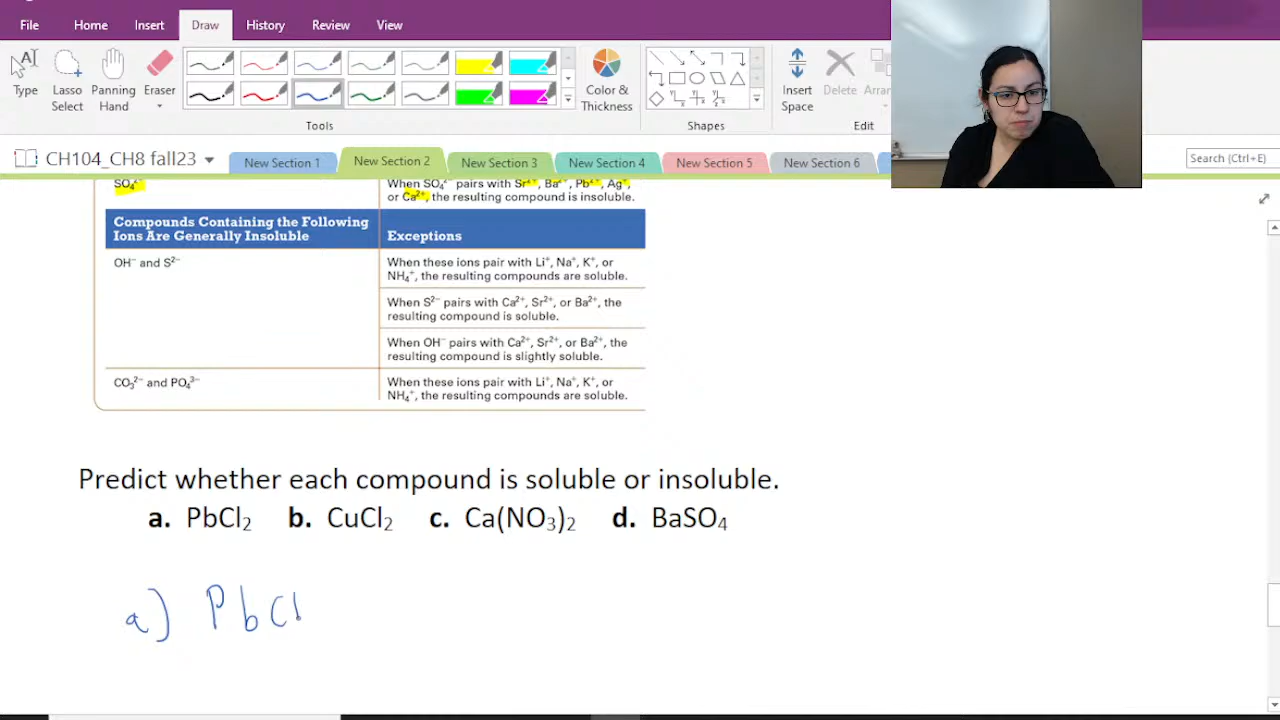 File Home Insert Draw History Review View
Type Lasso Select Panning Hand Eraser Color & Thickness Insert Space Delete
Tools Shapes Edit
CH104_CH8 fall23 New Section 1 New Section 2 New Section 3 New Section 4 New Section 5 New Section 6 Search (Ctrl+E)
SO₄²⁻ When SO₄²⁻ pairs with Sr²⁺, Ba²⁺, Pb²⁺, Ag⁺,
or Ca²⁺, the resulting compound is insoluble.
Compounds Containing the Following
Ions Are Generally Insoluble Exceptions
OH⁻ and S²⁻ When these ions pair with Li⁺, Na⁺, K⁺, or
NH₄⁺, the resulting compounds are soluble.
When S²⁻ pairs with Ca²⁺, Sr²⁺, or Ba²⁺, the
resulting compound is soluble.
When OH⁻ pairs with Ca²⁺, Sr²⁺, or Ba²⁺, the
resulting compound is slightly soluble.
CO₃²⁻ and PO₄³⁻ When these ions pair with Li⁺, Na⁺, K⁺, or
NH₄⁺, the resulting compounds are soluble.
Predict whether each compound is soluble or insoluble.
a. PbCl₂ b. CuCl₂ c. Ca(NO₃)₂ d. BaSO₄
a) PbCl